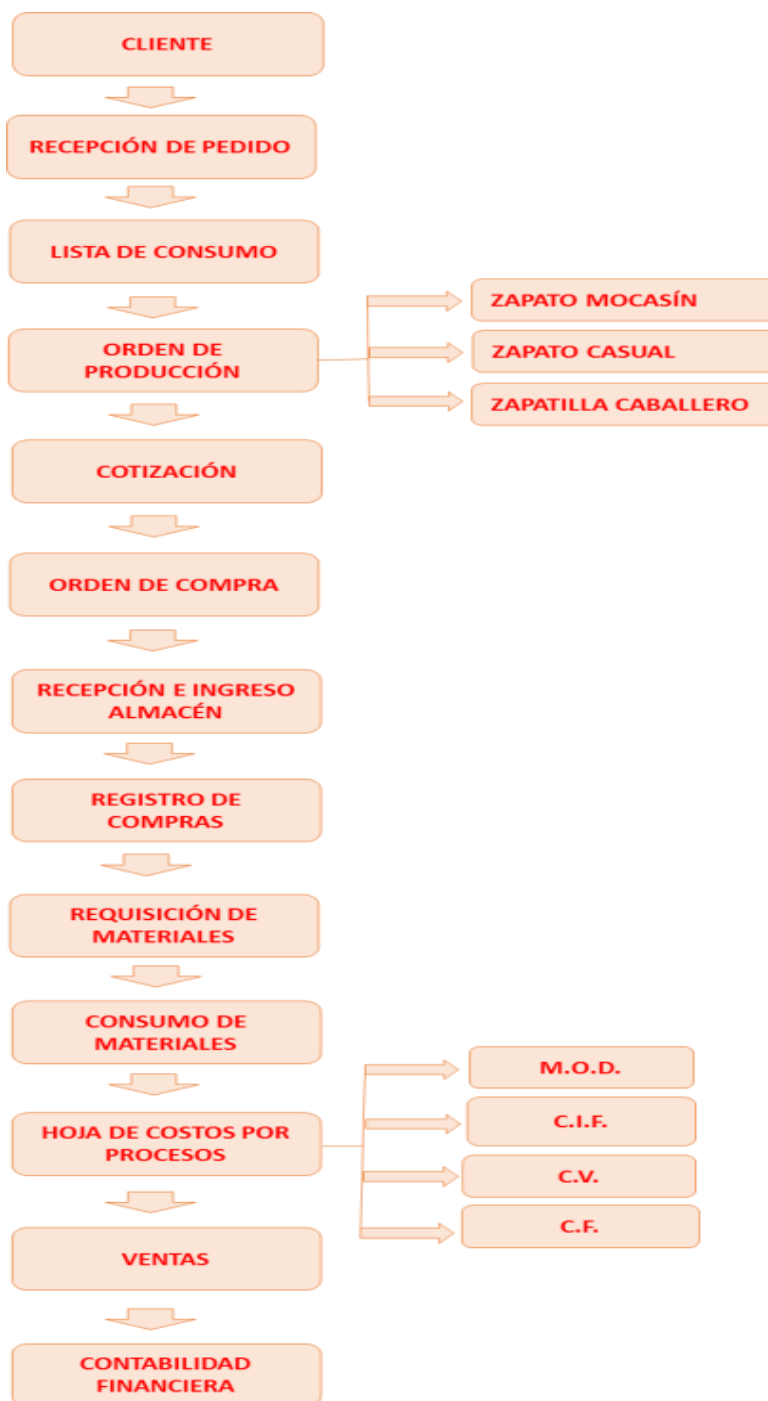 CLIENTE
RECEPCIÓN DE PEDIDO
LISTA DE CONSUMO
ORDEN DE
PRODUCCIÓN
ZAPATO MOCASÍN
ZAPATO CASUAL
ZAPATILLA CABALLERO
COTIZACIÓN
ORDEN DE COMPRA
RECEPCIÓN E INGRESO
ALMACÉN
REGISTRO DE
COMPRAS
REQUISICIÓN DE
MATERIALES
CONSUMO DE
MATERIALES
HOJA DE COSTOS POR
PROCESOS
M.O.D.
C.I.F.
C.V.
C.F.
VENTAS
CONTABILIDAD
FINANCIERA